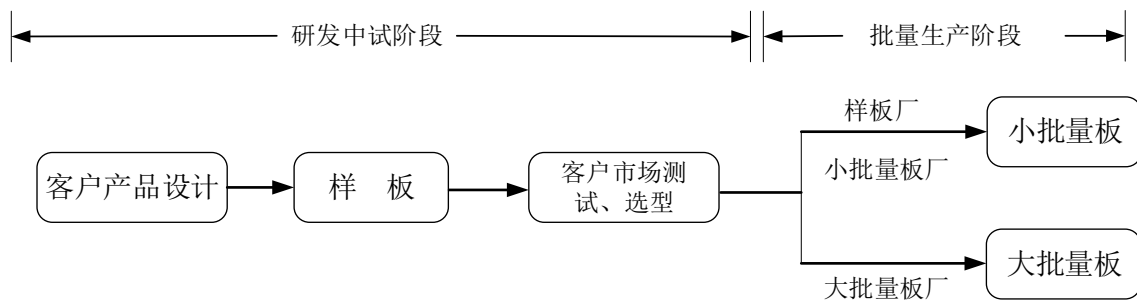 研发中试阶段
批量生产阶段
样板厂
小批量板
小批量板厂
客户产品设计
样 板
客户市场测
试、选型
大批量板
大批量板厂